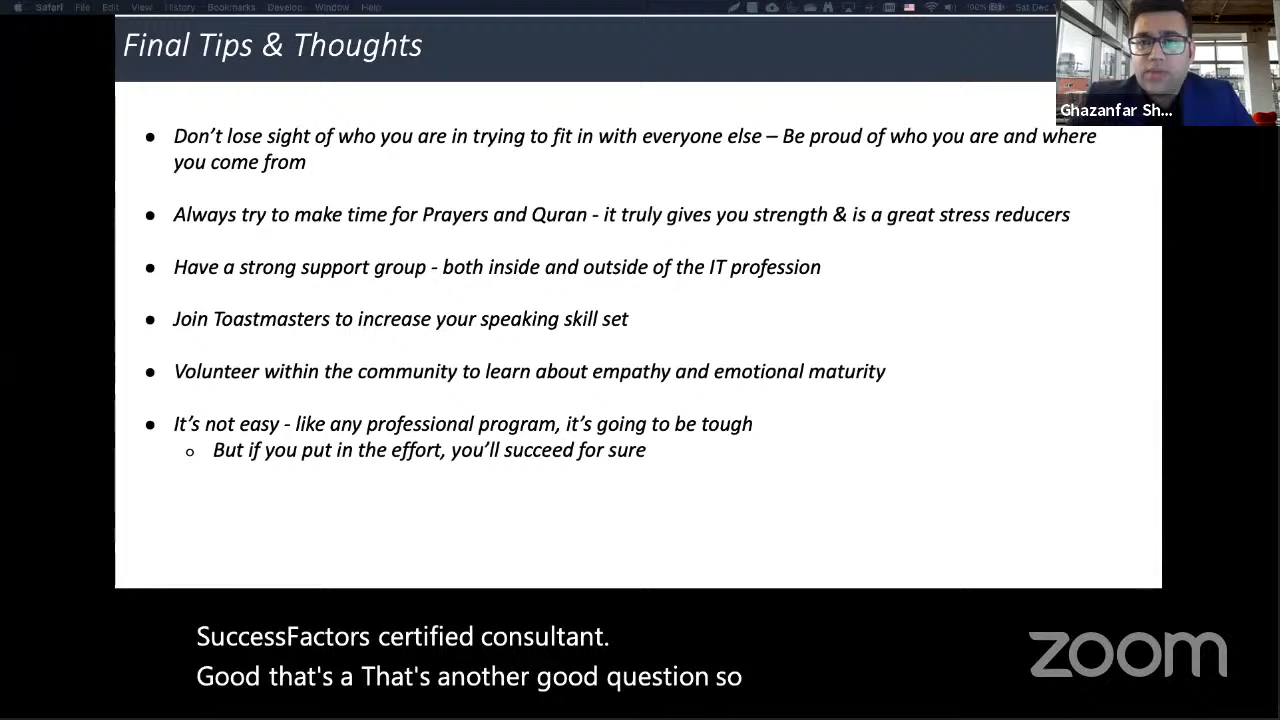 Safari File Edit View History Bookmarks Develop Window Help 100% Sat Dec
Final Tips & Thoughts
Ghazanfar Sh...
● Don't lose sight of who you are in trying to fit in with everyone else – Be proud of who you are and where
you come from
● Always try to make time for Prayers and Quran - it truly gives you strength & is a great stress reducers
● Have a strong support group - both inside and outside of the IT profession
● Join Toastmasters to increase your speaking skill set
● Volunteer within the community to learn about empathy and emotional maturity
● It's not easy - like any professional program, it's going to be tough
○ But if you put in the effort, you'll succeed for sure
SuccessFactors certified consultant.
Good that's a That's another good question so
zoom